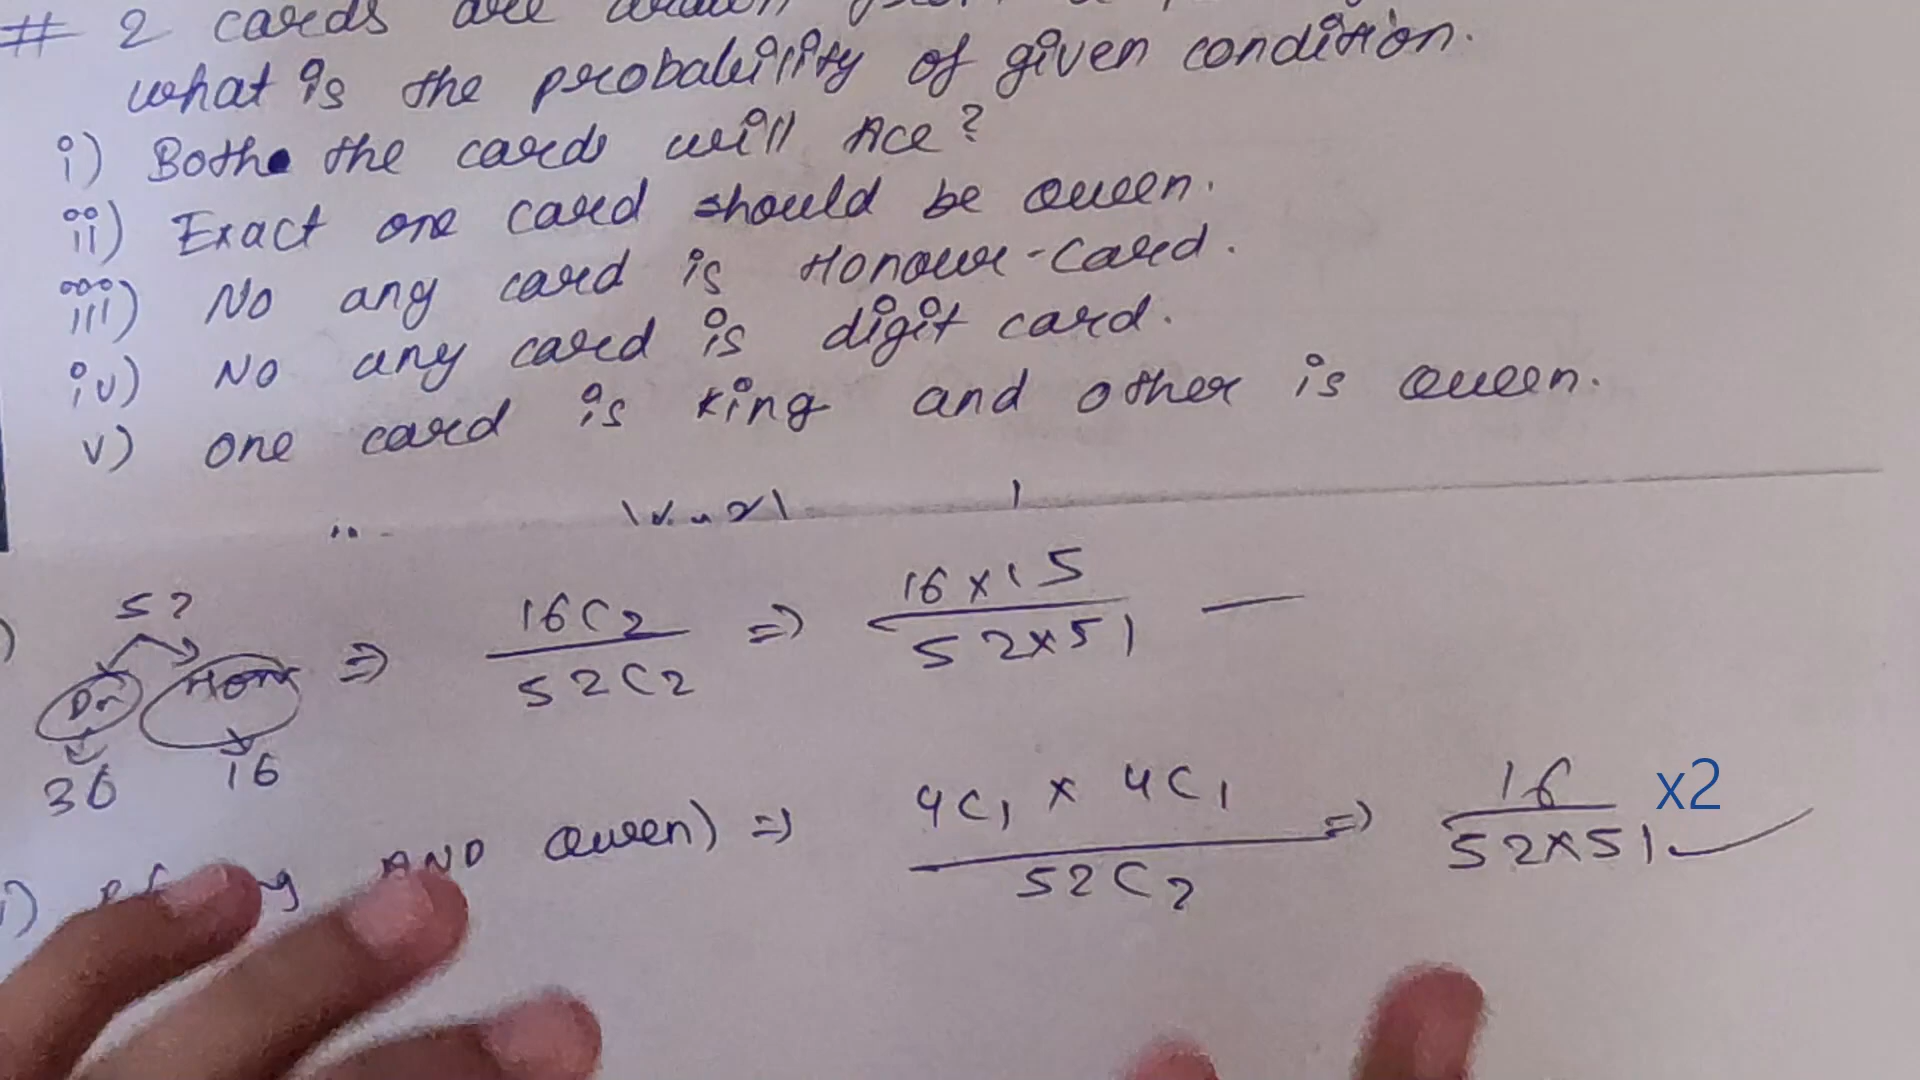 # 2 cards are drawn
what is the probability of given condition.
i) Both the cards will Ace?
ii) Exact one card should be Queen.
iii) No any card is Honour-card.
iv) No any card is digit card.
v) one card is king and other is Queen.
52
16C2 / 52C2 => 16x15 / 52x51
=>
36 16
4C1 x 4C1 / 52C2 => 16 / 52x51 x2
AND Queen) =>